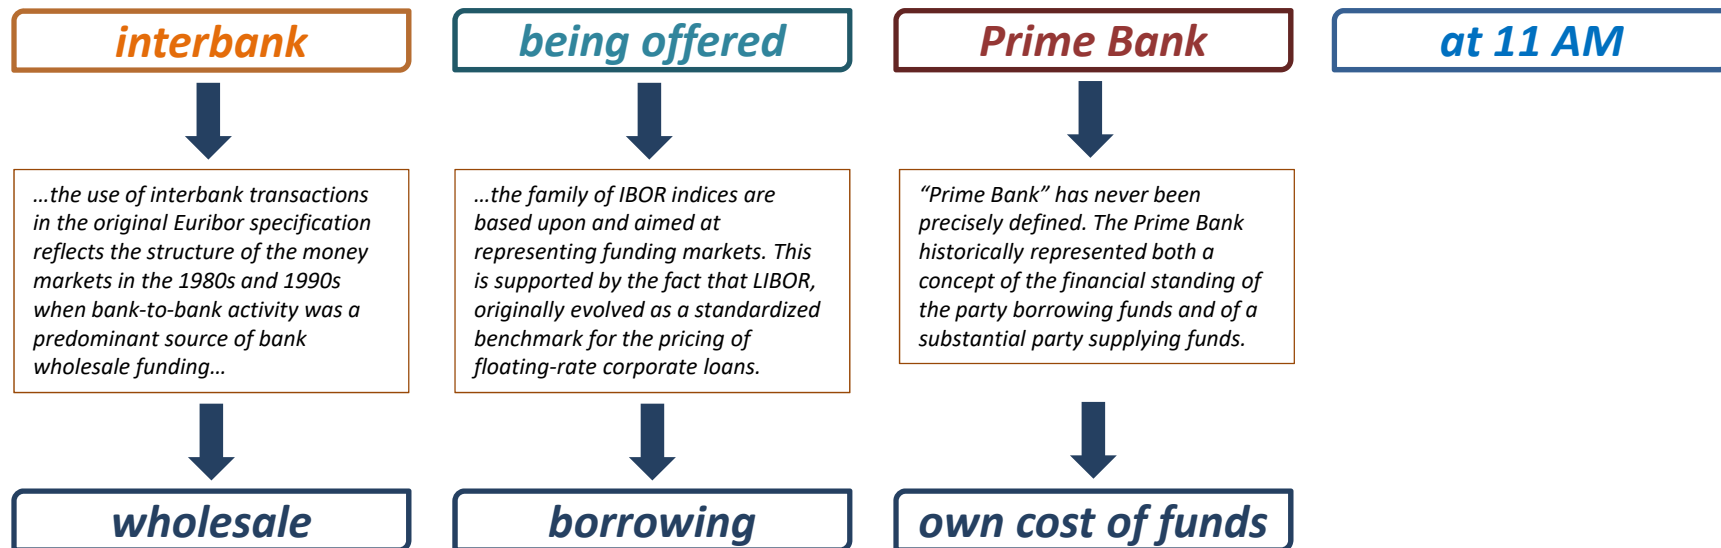 interbank
being offered
Prime Bank
at 11 AM
…the use of interbank transactions
in the original Euribor specification
reflects the structure of the money
markets in the 1980s and 1990s
when bank-to-bank activity was a
predominant source of bank
wholesale funding…
…the family of IBOR indices are
based upon and aimed at
representing funding markets. This
is supported by the fact that LIBOR,
originally evolved as a standardized
benchmark for the pricing of
floating-rate corporate loans.
“Prime Bank” has never been
precisely defined. The Prime Bank
historically represented both a
concept of the financial standing of
the party borrowing funds and of a
substantial party supplying funds.
wholesale
borrowing
own cost of funds